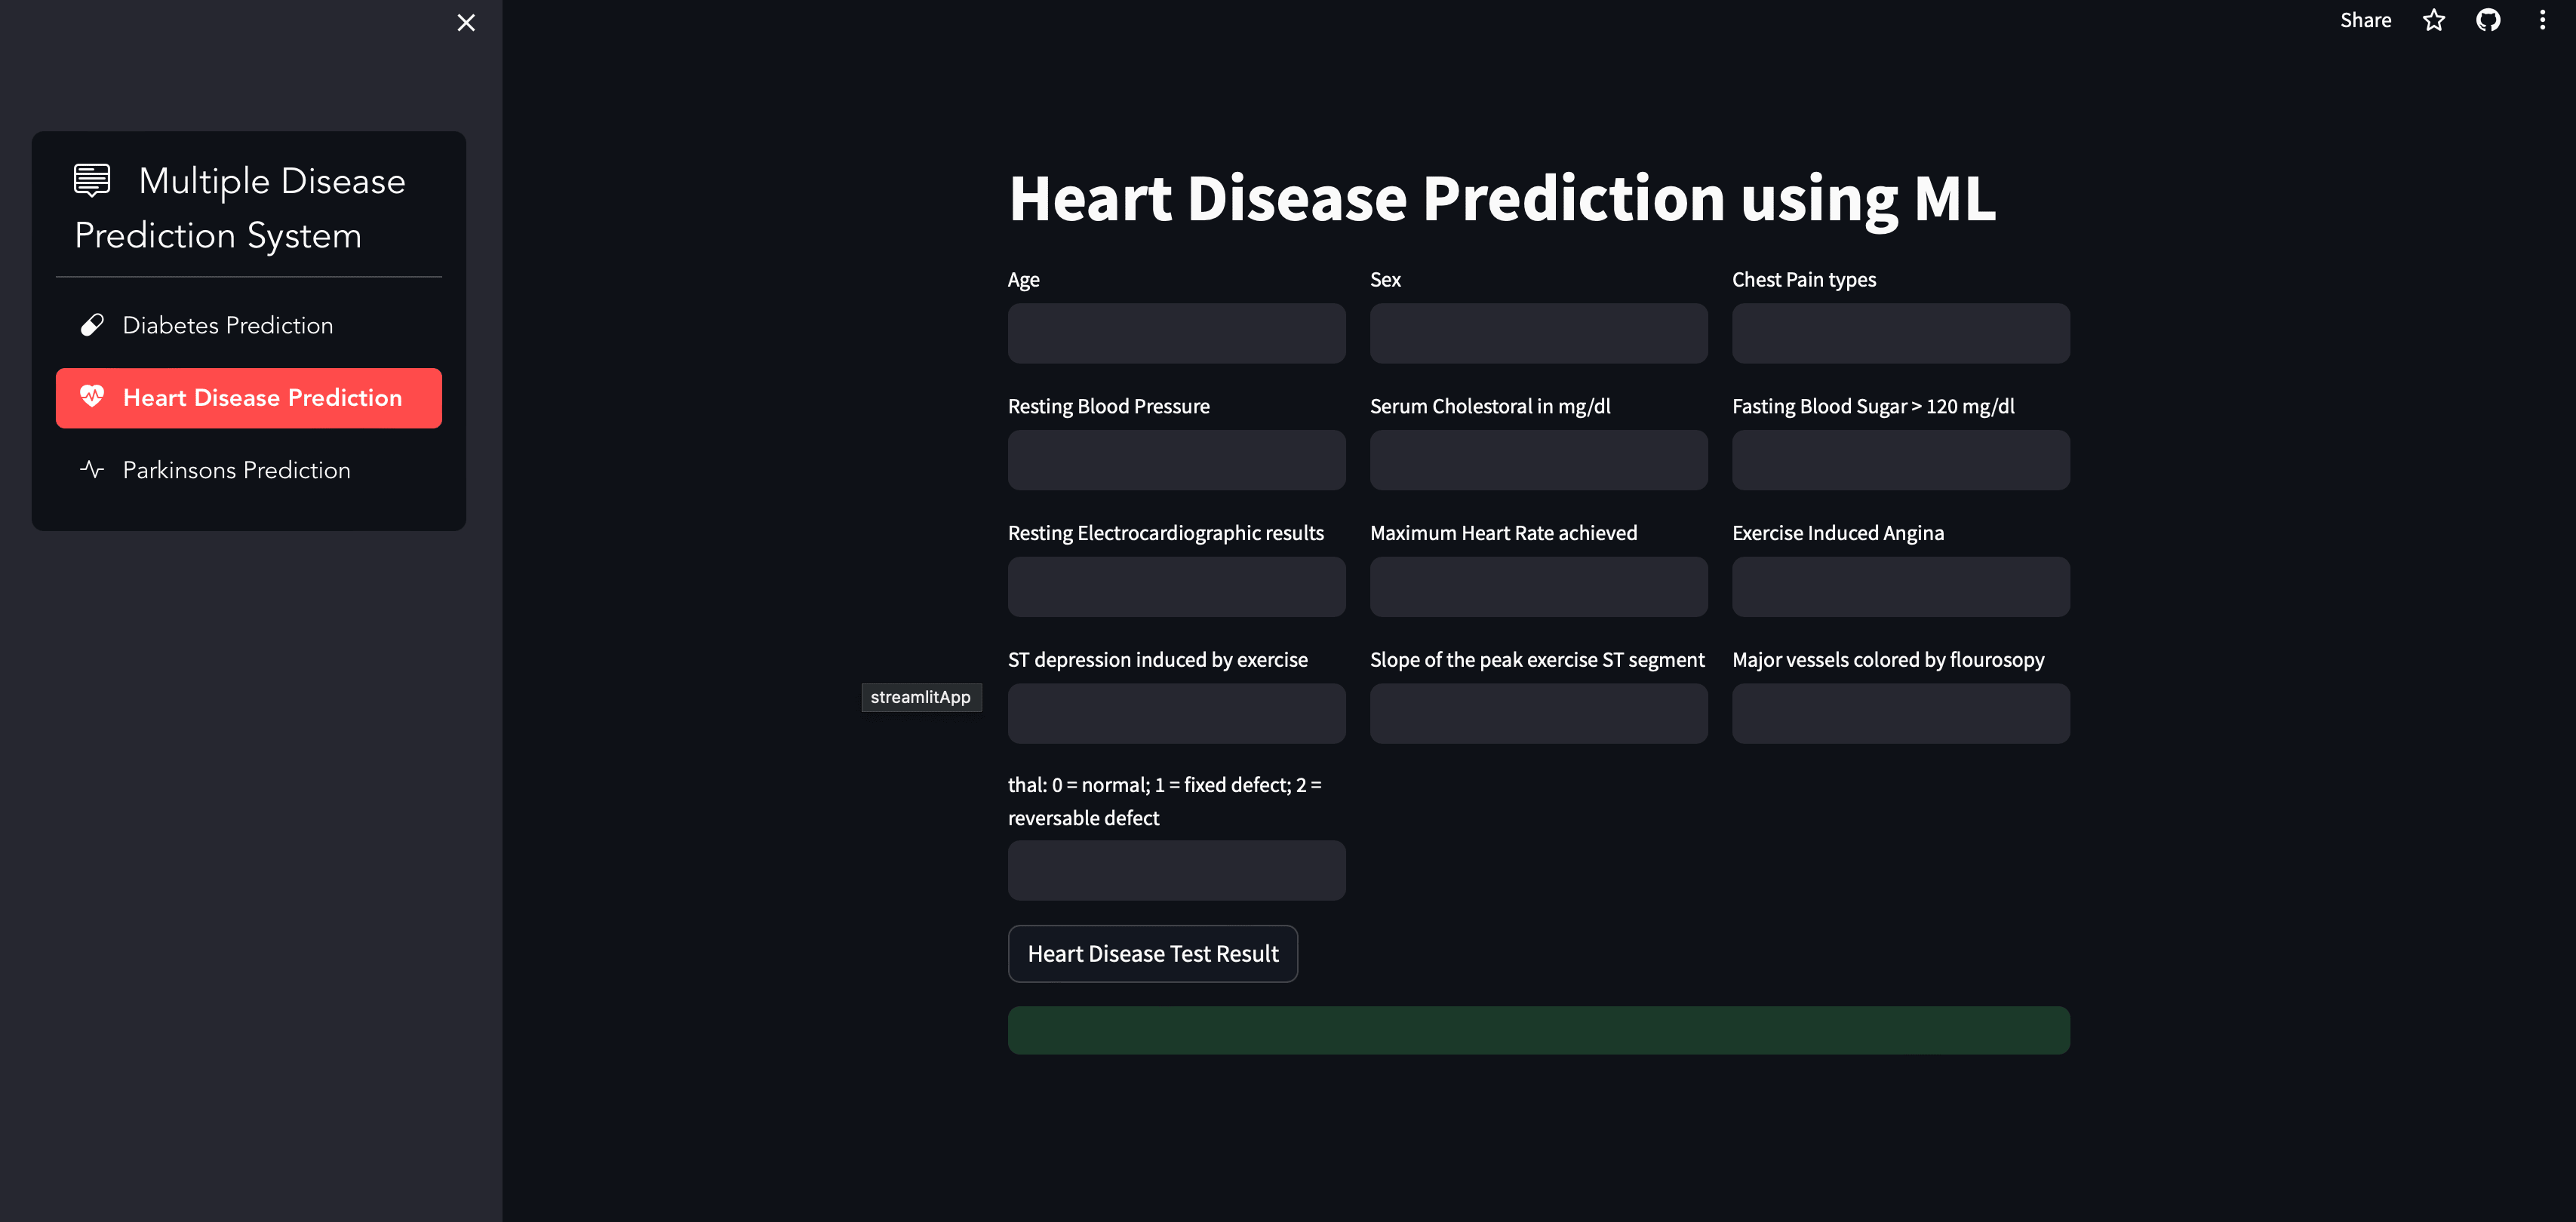 Share
Multiple Disease
Prediction System
Diabetes Prediction
Heart Disease Prediction
Parkinsons Prediction
Heart Disease Prediction using ML
Age
Sex
Chest Pain types
Resting Blood Pressure
Serum Cholestoral in mg/dl
Fasting Blood Sugar > 120 mg/dl
Resting Electrocardiographic results
Maximum Heart Rate achieved
Exercise Induced Angina
ST depression induced by exercise
Slope of the peak exercise ST segment
Major vessels colored by flourosopy
streamlitApp
thal: 0 = normal; 1 = fixed defect; 2 =
reversable defect
Heart Disease Test Result